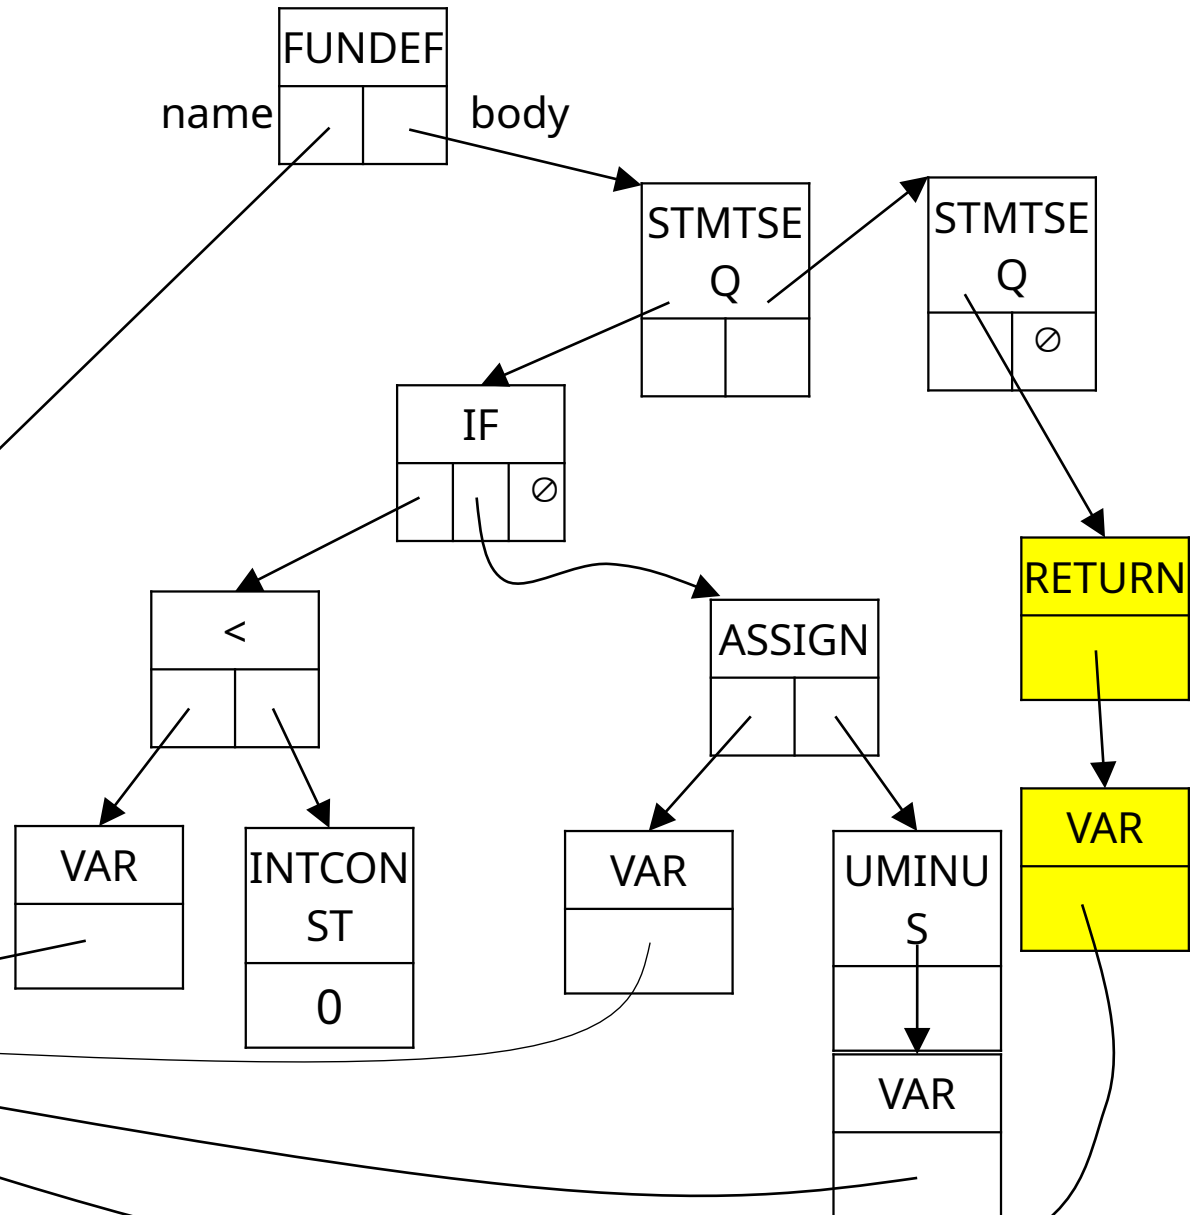 FUNDEF
name
body
STMTSE
Q
∅
STMTSE
Q
IF
∅
RETURN
<
ASSIGN
VAR
VAR
INTCON
ST
0
VAR
UMINU
S
VAR